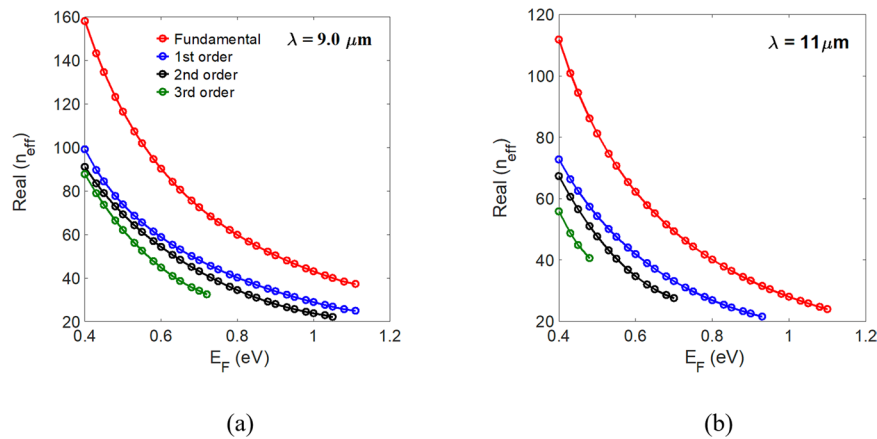 160
140
120
100
80
60
40
20
Real (n_eff)
Fundamental
1st order
2nd order
3rd order
λ = 9.0 μm
0.4 0.6 0.8 1 1.2
E_F (eV)
(a)
120
100
80
60
40
20
Real (n_eff)
λ = 11μm
0.4 0.6 0.8 1 1.2
E_F (eV)
(b)